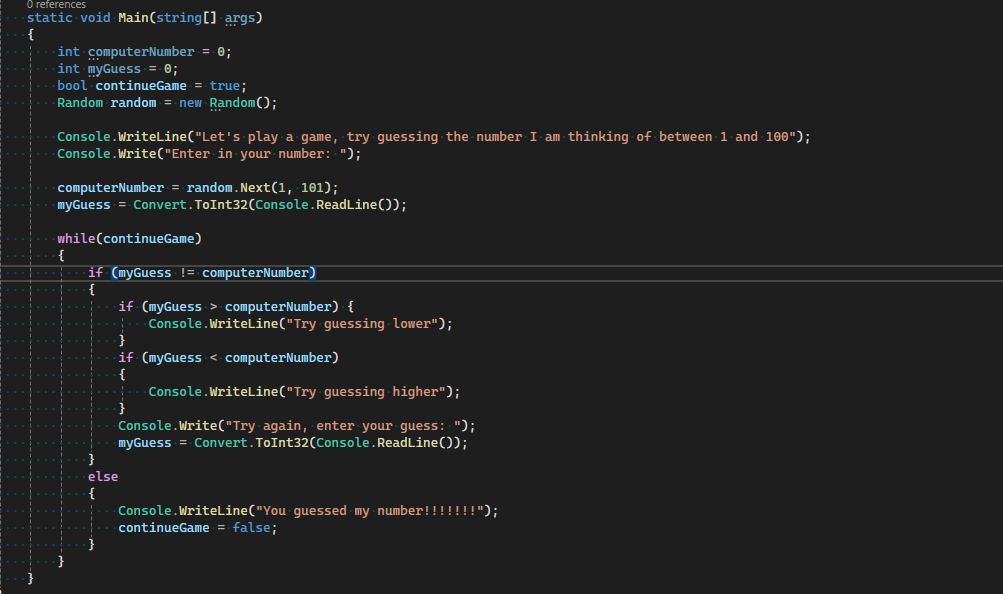 0 references
static void Main(string[] args)
{
int computerNumber = 0;
int myGuess = 0;
bool continueGame = true;
Random random = new Random();
Console.WriteLine("Let's play a game, try guessing the number I am thinking of between 1 and 100");
Console.Write("Enter in your number: ");
computerNumber = random.Next(1, 101);
myGuess = Convert.ToInt32(Console.ReadLine());
while(continueGame)
{
if (myGuess != computerNumber)
{
if (myGuess > computerNumber) {
Console.WriteLine("Try guessing lower");
}
if (myGuess < computerNumber)
{
Console.WriteLine("Try guessing higher");
}
Console.Write("Try again, enter your guess: ");
myGuess = Convert.ToInt32(Console.ReadLine());
}
else
{
Console.WriteLine("You guessed my number!!!!!!!");
continueGame = false;
}
}
}